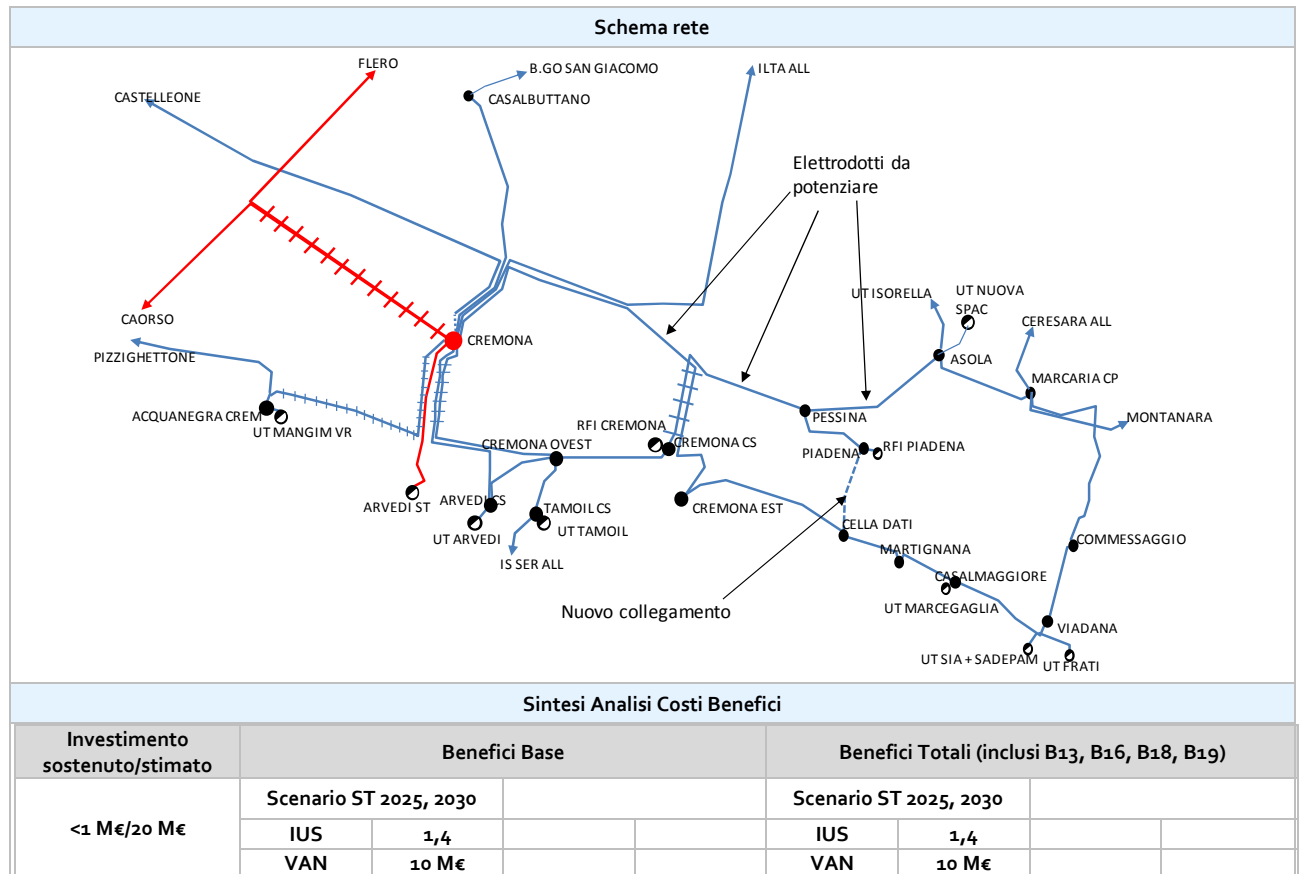 Schema rete
FLERO
B.GO SAN GIACOMO
ILTA ALL
CASTELLEONE
CASALBUTTANO
Elettrodotti da
potenziare
UT ISORELLA
UT NUOVA
SPAC
CERESARA ALL
CAORSO
CREMONA
PIZZIGHETTONE
ASOLA
MARCARIA CP
ACQUANEGRA CREM
UT MANGIM VR
PESSINA
MONTANARA
RFI CREMONA
CREMONA CS
CREMONA OVEST
PIADENA
RFI PIADENA
ARVEDI ST
ARVEDI CS
TAMOIL CS
CREMONA EST
UT ARVEDI
UT TAMOIL
CELLA DATI
COMMESSAGGIO
IS SER ALL
MARTIGNANA
CASALMAGGIORE
Nuovo collegamento
UT MARCEGAGLIA
VIADANA
UT SIA + SADEPAM
UT FRATI
Sintesi Analisi Costi Benefici
Investimento
sostenuto/stimato
Benefici Base
Benefici Totali (inclusi B13, B16, B18, B19)
<1 M€/20 M€
Scenario ST 2025, 2030
Scenario ST 2025, 2030
IUS
1,4
IUS
1,4
VAN
10 M€
VAN
10 M€